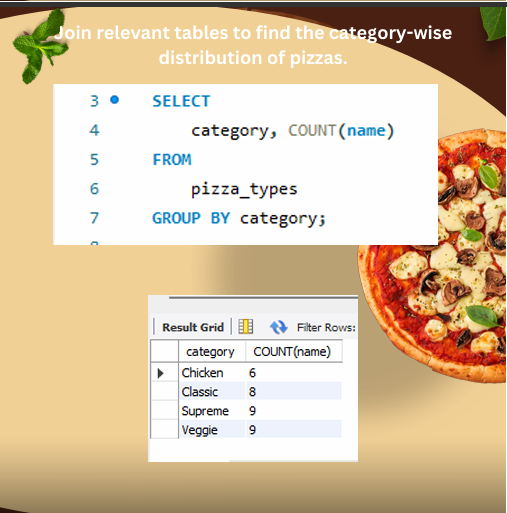 Join relevant tables to find the category-wise
distribution of pizzas.
3 SELECT
4 category, COUNT(name)
5 FROM
6 pizza_types
7 GROUP BY category;
Result Grid Filter Rows:
category COUNT(name)
Chicken 6
Classic 8
Supreme 9
Veggie 9